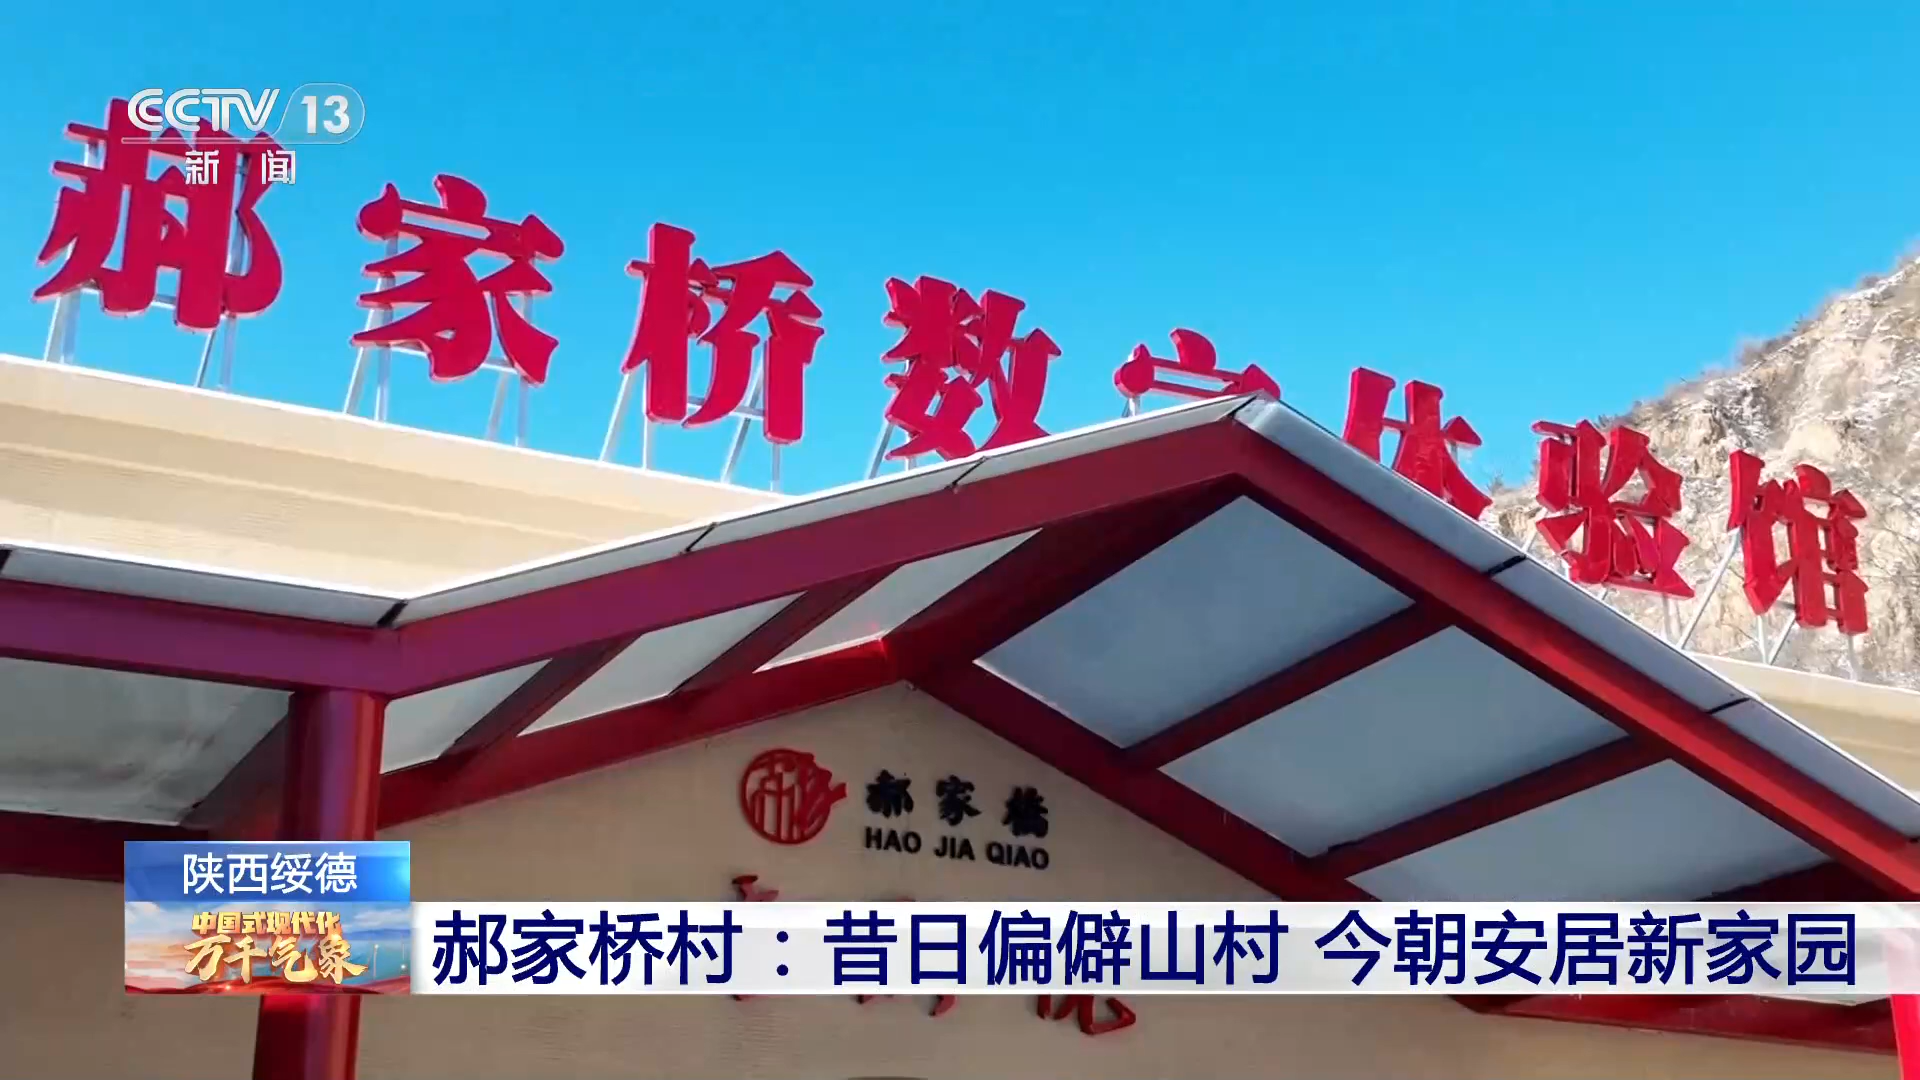 CCTV 13
新闻
郝家桥数字体验馆
郝家桥
HAO JIA QIAO
陕西绥德
中国式现代化
万千气象
郝家桥村：昔日偏僻山村 今朝安居新家园